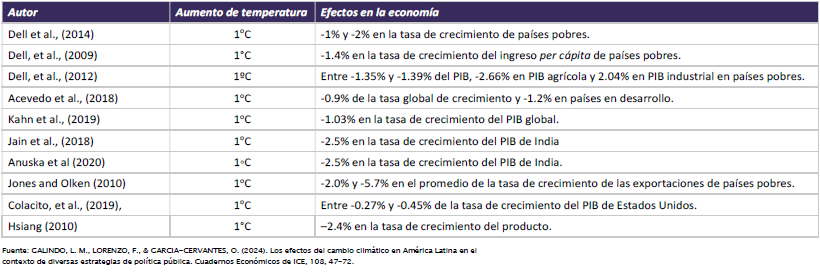 Autor Aumento de temperatura Efectos en la economía
Dell et al., (2014) 1°C -1% y -2% en la tasa de crecimiento de países pobres.
Dell, et al., (2009) 1°C -1.4% en la tasa de crecimiento del ingreso per cápita de países pobres.
Dell, et al., (2012) 1ºC Entre -1.35% y -1.39% del PIB, -2.66% en PIB agrícola y 2.04% en PIB industrial en países pobres.
Acevedo et al., (2018) 1°C -0.9% de la tasa global de crecimiento y -1.2% en países en desarrollo.
Kahn et al., (2019) 1°C -1.03% en la tasa de crecimiento del PIB global.
Jain et al., (2018) 1°C -2.5% en la tasa de crecimiento del PIB de India
Anuska et al (2020) 1◦C -2.5% en la tasa de crecimiento del PIB de India.
Jones and Olken (2010) 1°C -2.0% y -5.7% en el promedio de la tasa de crecimiento de las exportaciones de países pobres.
Colacito, et al., (2019), 1°C Entre -0.27% y -0.45% de la tasa de crecimiento del PIB de Estados Unidos.
Hsiang (2010) 1°C –2.4% en la tasa de crecimiento del producto.
Fuente: GALINDO, L. M., LORENZO, F., & GARCIA-CERVANTES, O. (2024). Los efectos del cambio climático en América Latina en el
contexto de diversas estrategias de política pública. Cuadernos Económicos de ICE, 108, 47-72.